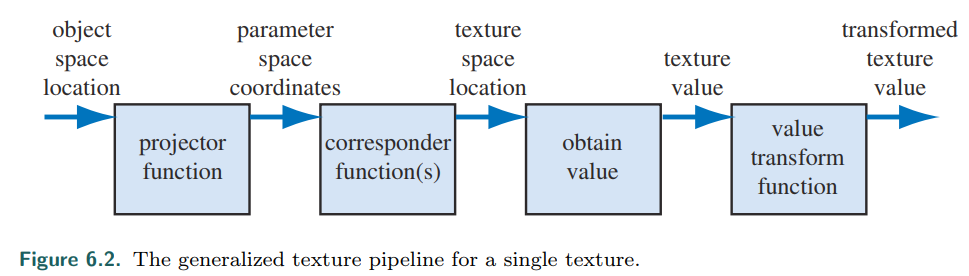 object
space
location
parameter
space
coordinates
texture
space
location
texture
value
transformed
texture
value
projector
function
corresponder
function(s)
obtain
value
value
transform
function
Figure 6.2. The generalized texture pipeline for a single texture.